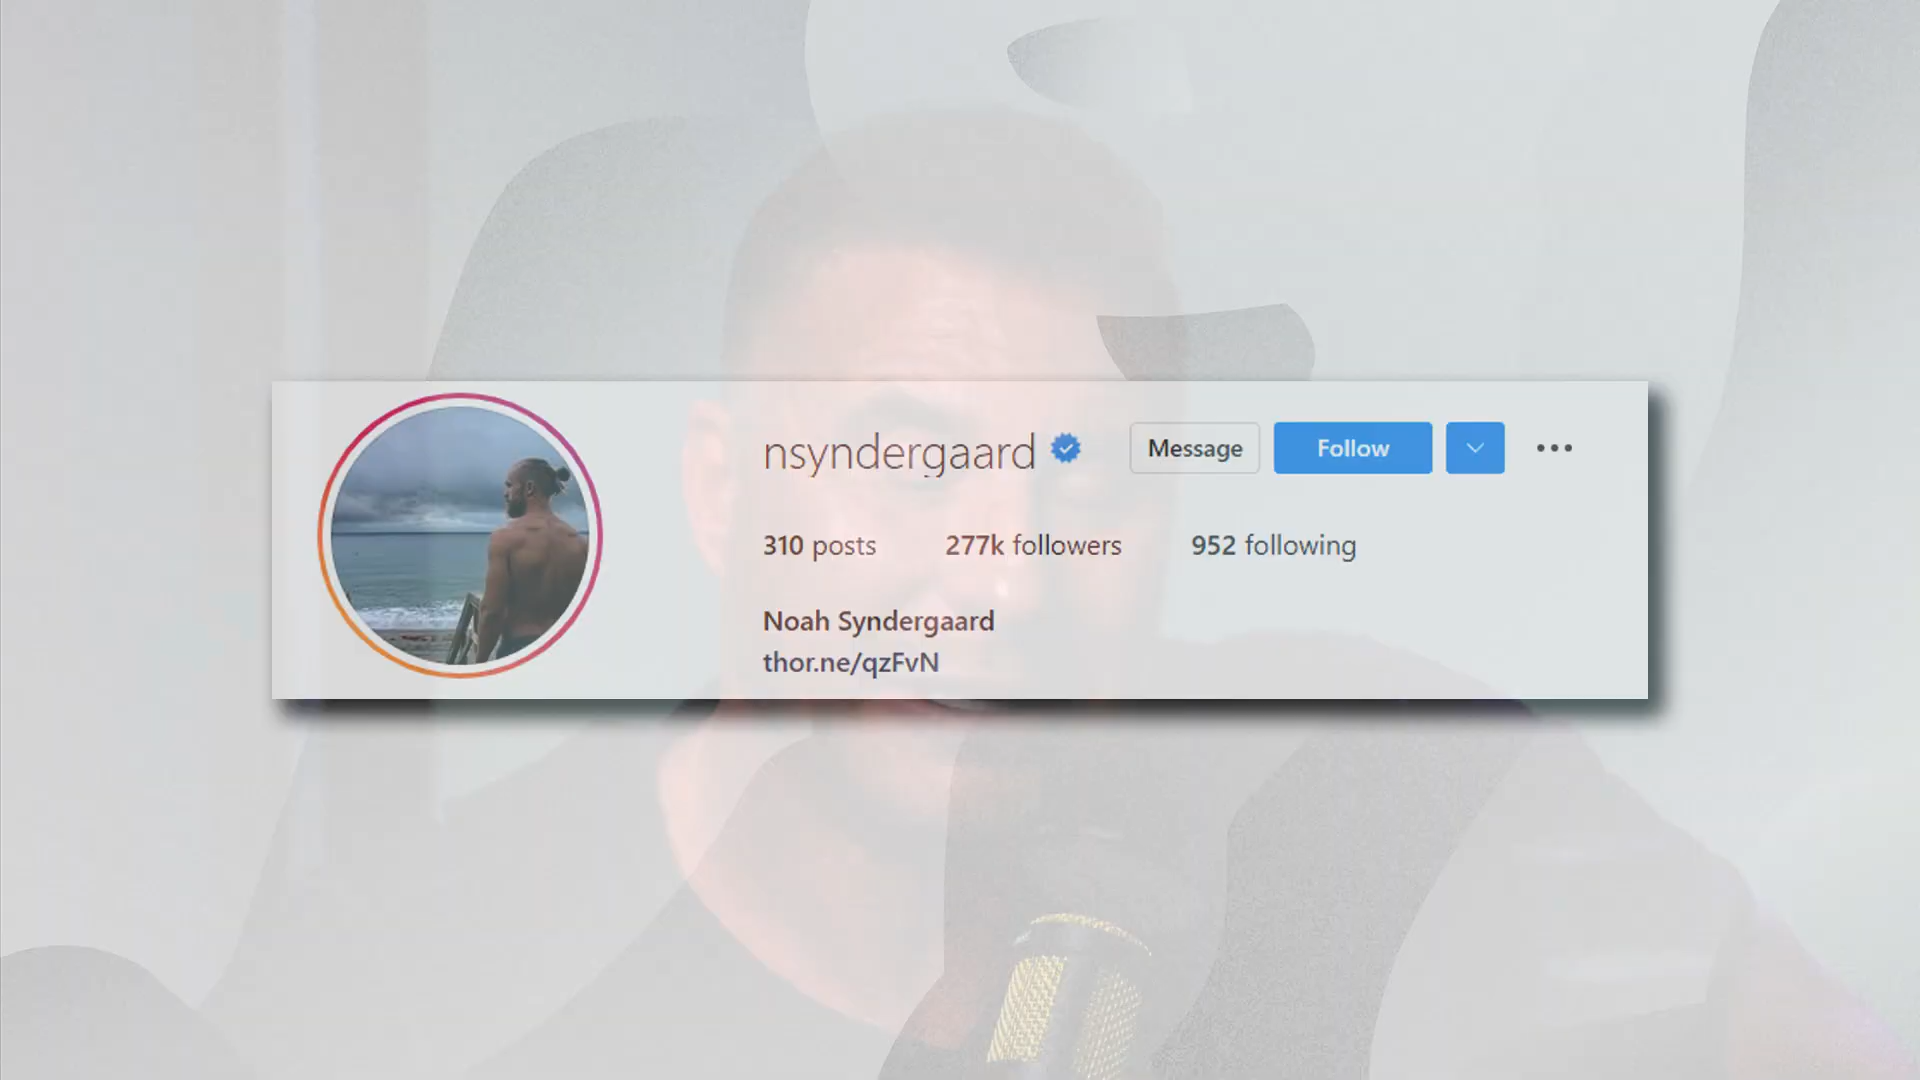 nsyndergaard Message Follow
310 posts 277k followers 952 following
Noah Syndergaard
thor.ne/qzFvN